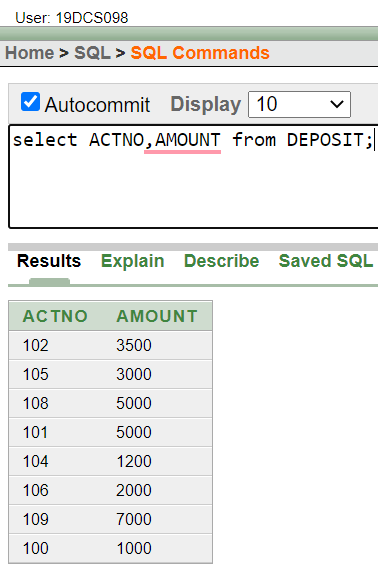 User: 19DCS098
Home > SQL > SQL Commands
Autocommit Display 10
select ACTNO,AMOUNT from DEPOSIT;
Results Explain Describe Saved SQL
ACTNO AMOUNT
102 3500
105 3000
108 5000
101 5000
104 1200
106 2000
109 7000
100 1000